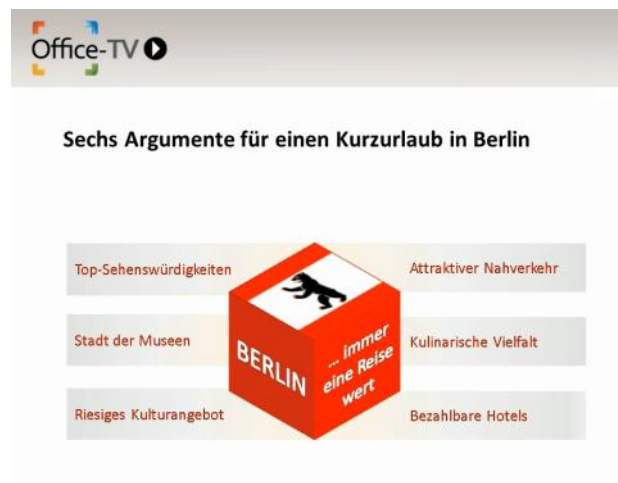 Office-TV
Sechs Argumente für einen Kurzurlaub in Berlin
Top-Sehenswürdigkeiten
Stadt der Museen
Riesiges Kulturangebot
BERLIN
... immer
eine Reise
wert
Attraktiver Nahverkehr
Kulinarische Vielfalt
Bezahlbare Hotels